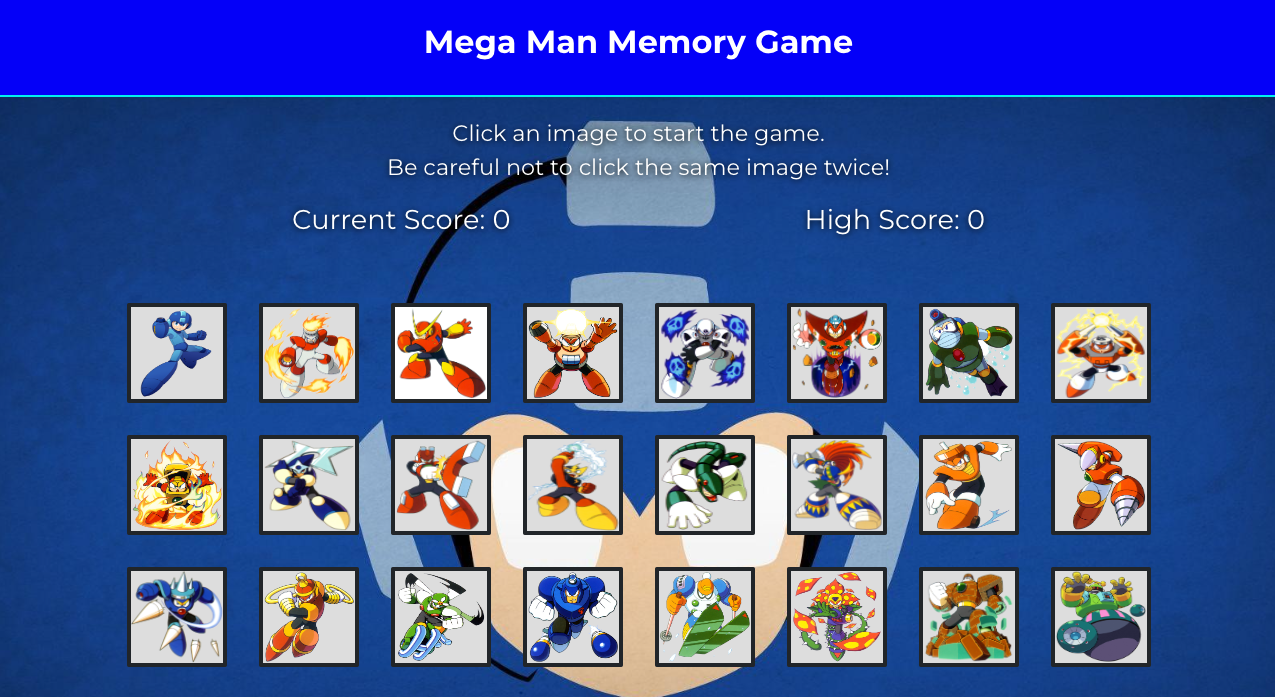 Mega Man Memory Game
Click an image to start the game.
Be careful not to click the same image twice!
Current Score: 0
High Score: 0